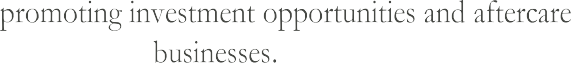 promoting investment opportunities and aftercare
businesses.